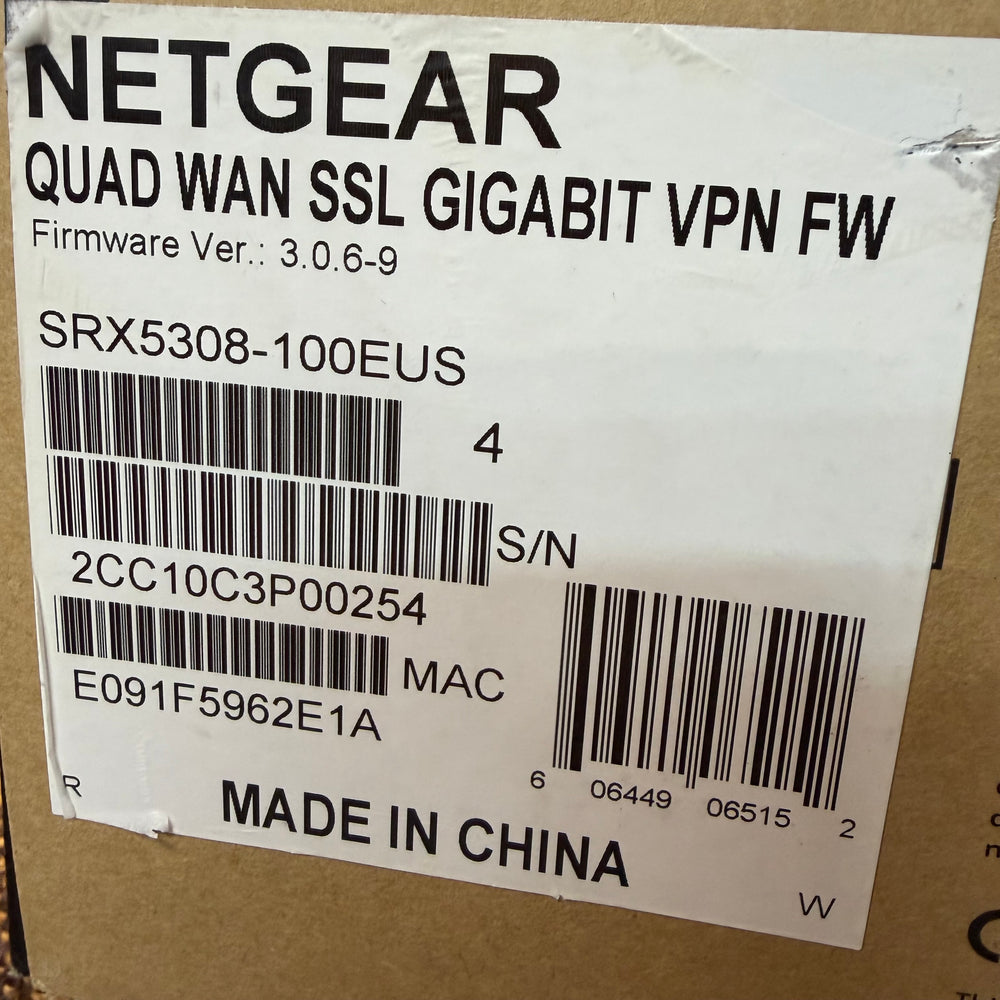 NETGEAR
QUAD WAN SSL GIGABIT VPN FW
Firmware Ver.: 3.0.6-9
SRX5308-100EUS
4
S/N
2CC10C3P00254
MAC
E091F5962E1A
6 06449 06515 2
R
MADE IN CHINA
W